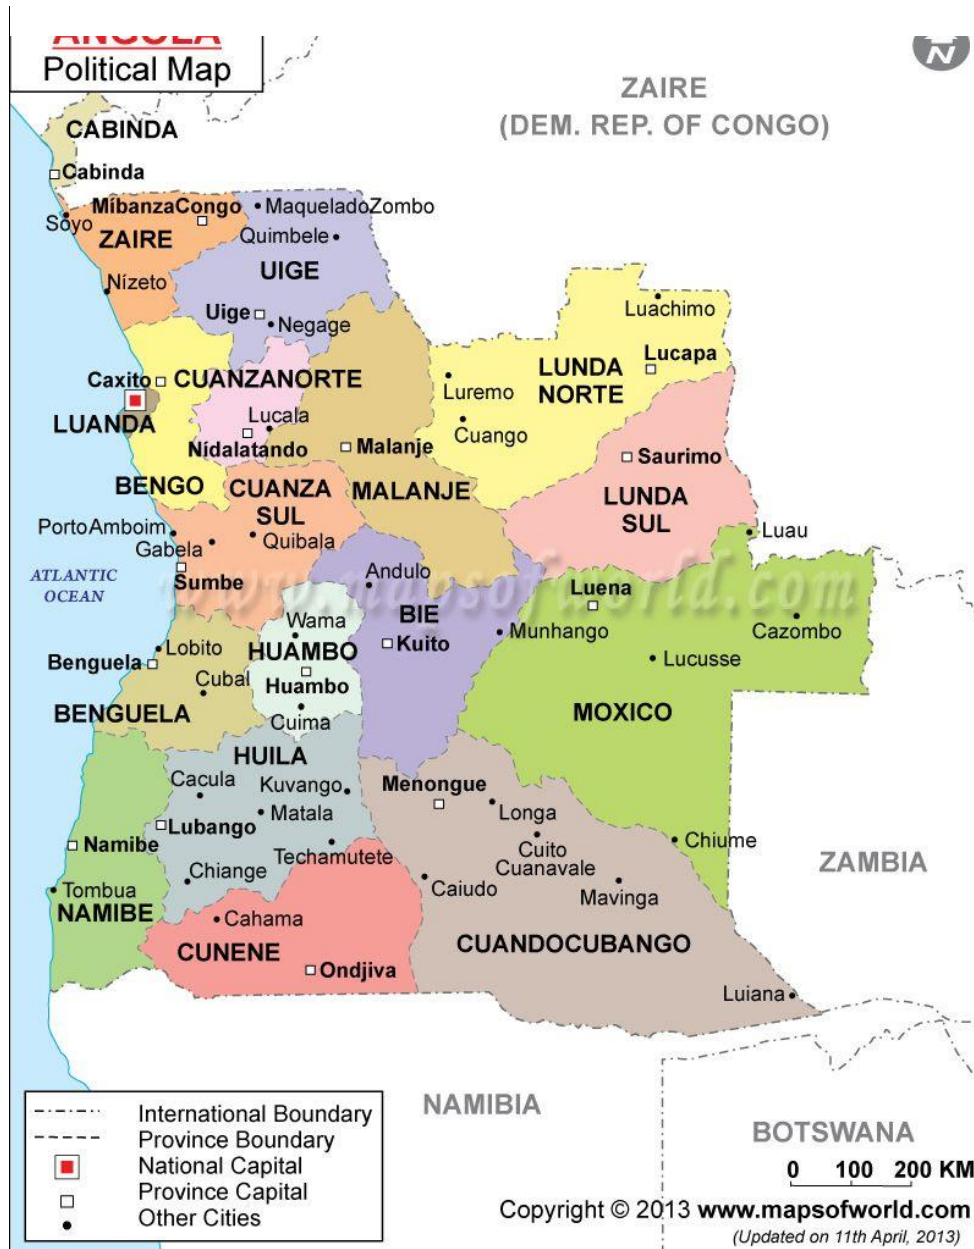 ANGOLA
Political Map
N
ZAIRE
(DEM. REP. OF CONGO)
CABINDA
Cabinda
MíbanzaCongo
MaqueladoZombo
Soyo
ZAIRE
Quimbele
UIGE
Nízeto
Uige
Negage
Luachimo
Caxito
CUANZANORTE
LUNDA
NORTE
Lucapa
Luremo
LUANDA
Lucala
Cuango
Nídalatando
Malanje
Saurimo
BENGO
CUANZA
SUL
MALANJE
LUNDA
SUL
PortoAmboim
Gabela
Quibala
Luau
ATLANTIC
OCEAN
Sumbe
Andulo
Luena
www.mapsofworld.com
BIE
Wama
Cazombo
Kuito
Munhango
Lobito
HUAMBO
Benguela
Lucusse
Cubal
Huambo
BENGUELA
Cuima
MOXICO
HUILA
Cacula
Kuvango
Menongue
Longa
Matala
Lubango
Namibe
Techamutete
Cuito
Cuanavale
Chiume
ZAMBIA
Chiange
Caiudo
Mavinga
Tombua
NAMIBE
Cahama
CUNENE
CUANDOCUBANGO
Ondjiva
Luiana
NAMIBIA
BOTSWANA
International Boundary
Province Boundary
National Capital
Province Capital
Other Cities
0 100 200 KM
Copyright © 2013 www.mapsofworld.com
(Updated on 11th April, 2013)